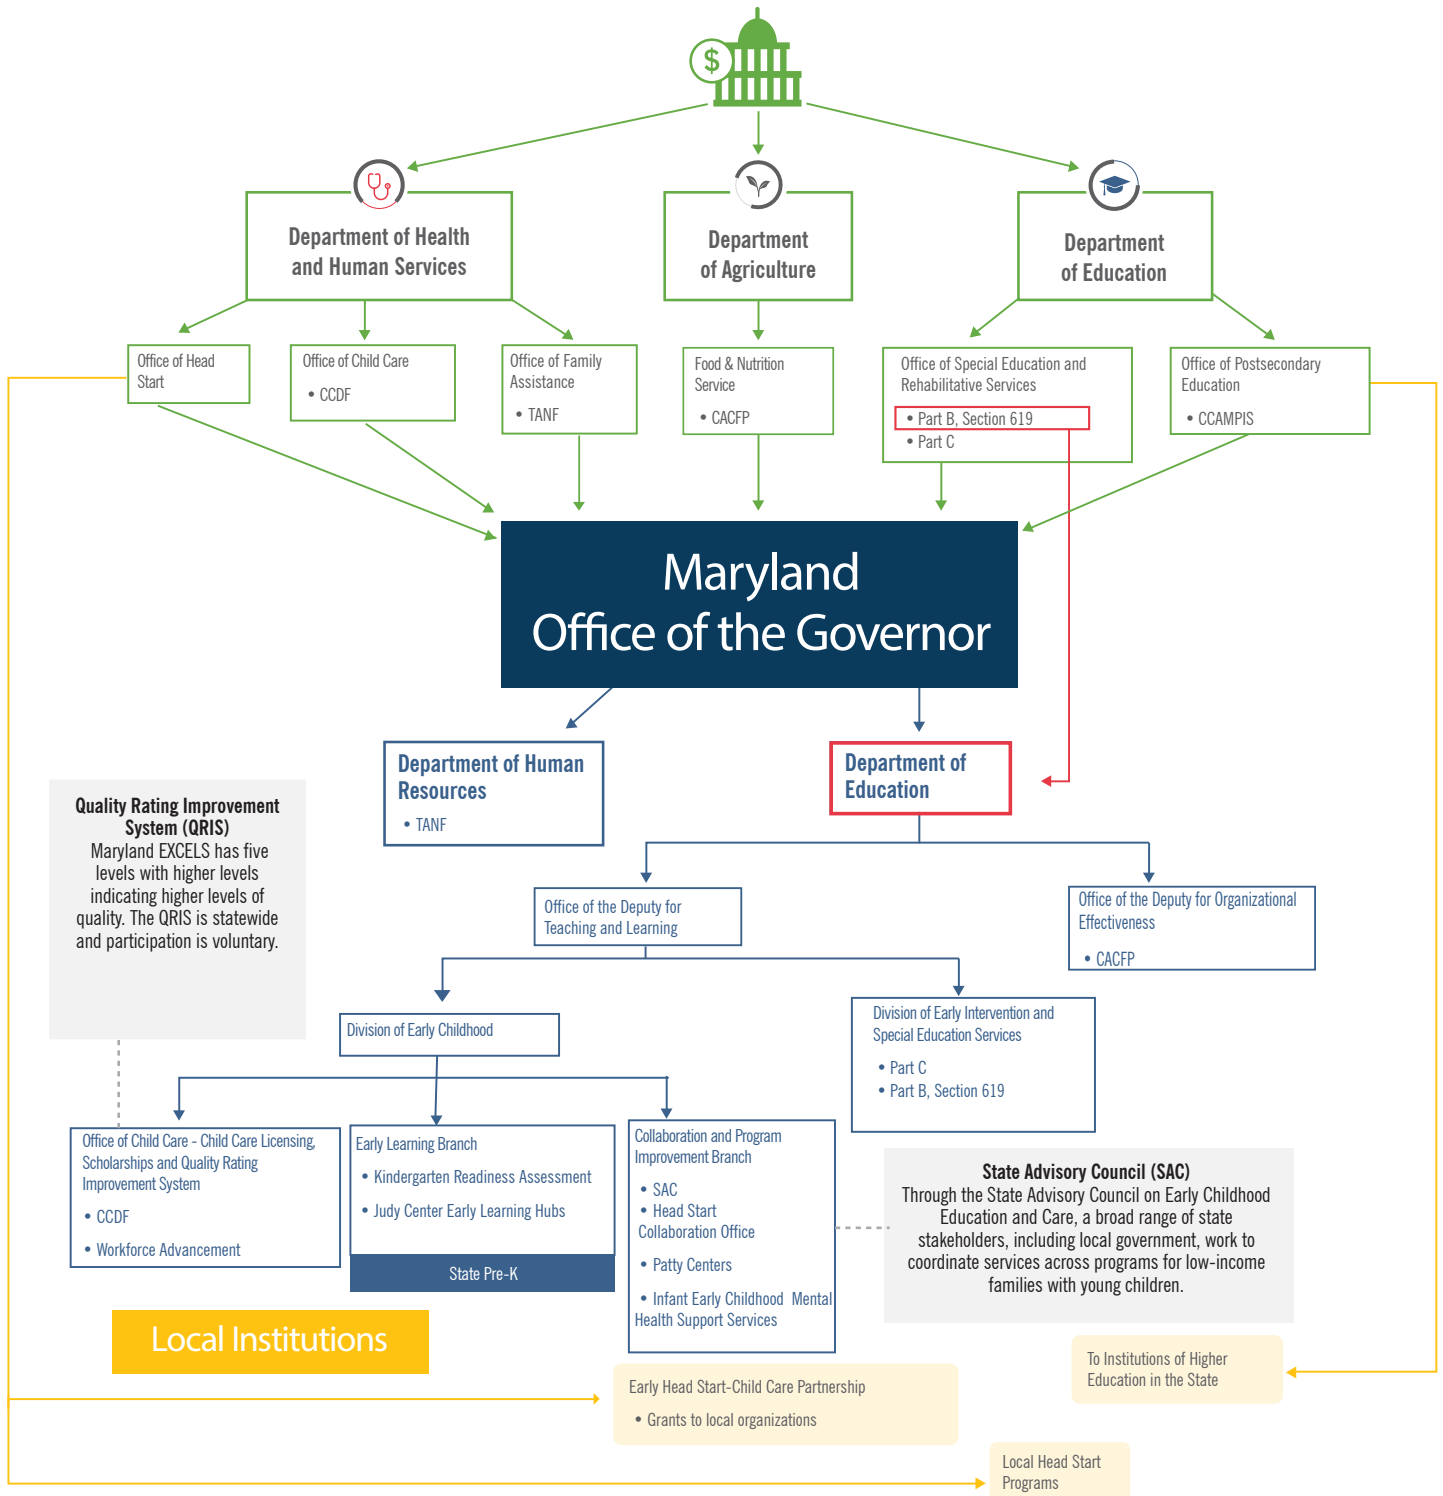 $
Department of Health
and Human Services
Department
of Agriculture
Department
of Education
Office of Head
Start
Office of Child Care
• CCDF
Office of Family
Assistance
• TANF
Food & Nutrition
Service
• CACFP
Office of Special Education and
Rehabilitative Services
• Part B, Section 619
• Part C
Office of Postsecondary
Education
• CCAMPIS
Maryland
Office of the Governor
Department of Human
Resources
• TANF
Department of
Education
Quality Rating Improvement
System (QRIS)
Maryland EXCELS has five
levels with higher levels
indicating higher levels of
quality. The QRIS is statewide
and participation is voluntary.
Office of the Deputy for
Teaching and Learning
Office of the Deputy for Organizational
Effectiveness
• CACFP
Division of Early Childhood
Division of Early Intervention and
Special Education Services
• Part C
• Part B, Section 619
Office of Child Care - Child Care Licensing,
Scholarships and Quality Rating
Improvement System
• CCDF
• Workforce Advancement
Early Learning Branch
• Kindergarten Readiness Assessment
• Judy Center Early Learning Hubs
State Pre-K
Collaboration and Program
Improvement Branch
• SAC
• Head Start
Collaboration Office
• Patty Centers
• Infant Early Childhood Mental
Health Support Services
State Advisory Council (SAC)
Through the State Advisory Council on Early Childhood
Education and Care, a broad range of state
stakeholders, including local government, work to
coordinate services across programs for low-income
families with young children.
Local Institutions
To Institutions of Higher
Education in the State
Early Head Start-Child Care Partnership
• Grants to local organizations
Local Head Start
Programs